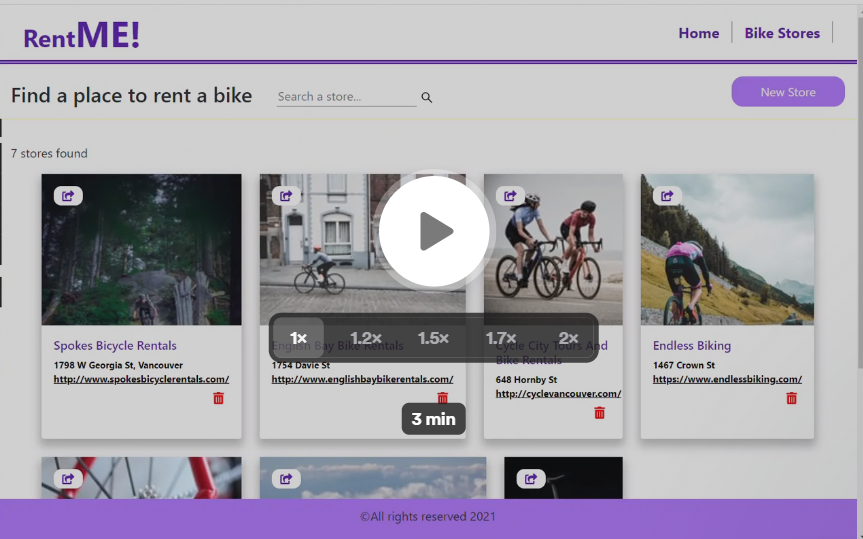 RentME!
Home
Bike Stores
Find a place to rent a bike
Search a store...
New Store
7 stores found
1×
1.2×
1.5×
1.7×
2×
Spokes Bicycle Rentals
1798 W Georgia St, Vancouver
http://www.spokesbicyclerentals.com/
English Bay Bike Rentals
1754 Davie St
http://www.englishbaybikerentals.com/
Cycle City Tours And
Bike Rentals
648 Hornby St
http://cyclevancouver.com/
Endless Biking
1467 Crown St
https://www.endlessbiking.com/
3 min
©All rights reserved 2021